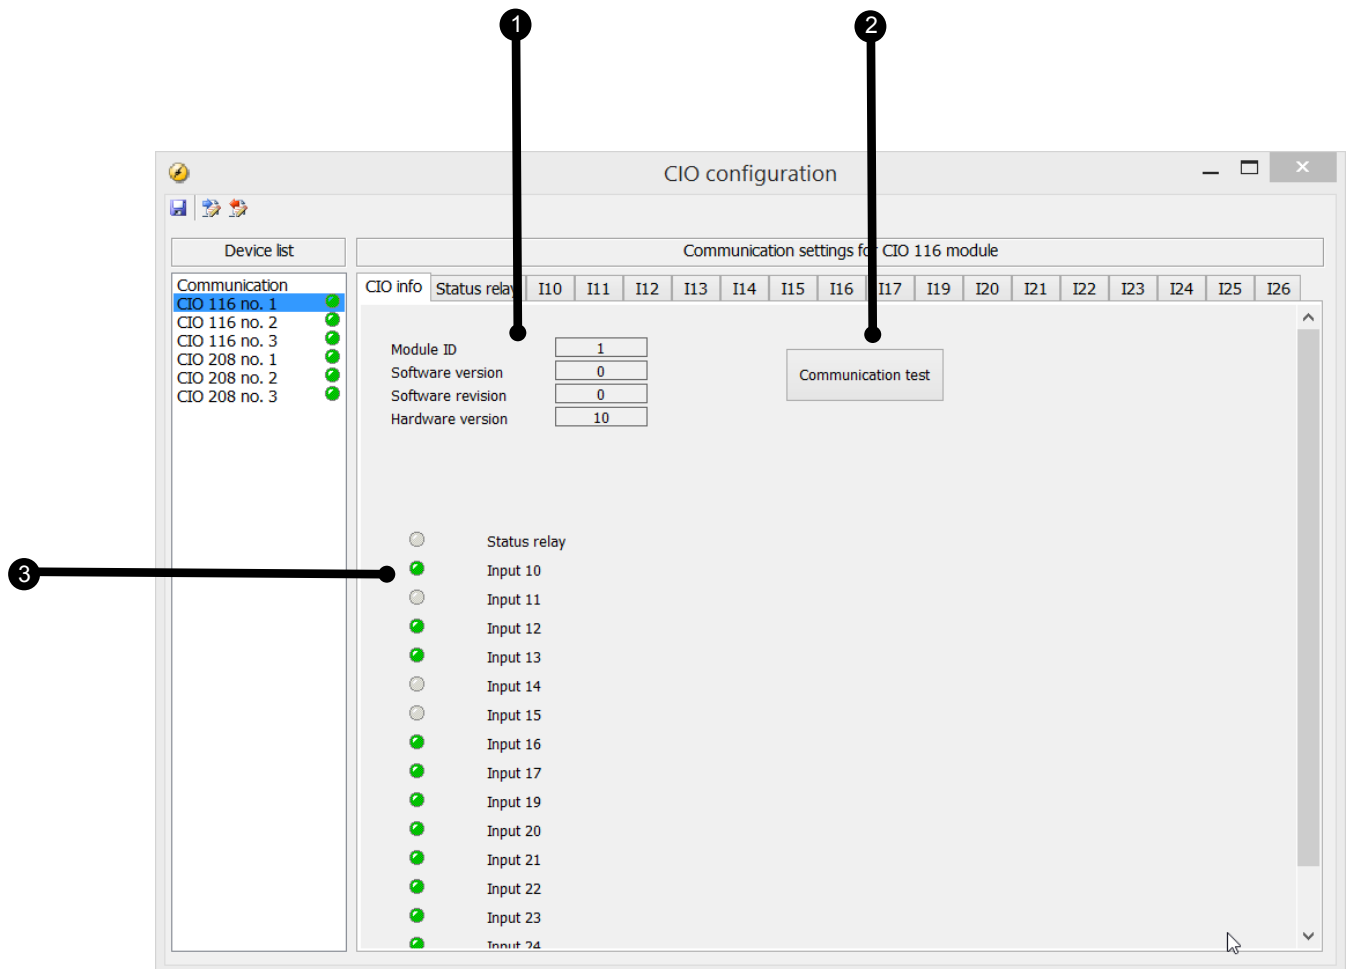 1
2
CIO configuration
Device list
Communication settings for CIO 116 module
Communication
CIO 116 no. 1
CIO 116 no. 2
CIO 116 no. 3
CIO 208 no. 1
CIO 208 no. 2
CIO 208 no. 3
CIO info Status relay I10 I11 I12 I13 I14 I15 I16 I17 I19 I20 I21 I22 I23 I24 I25 I26
Module ID 1
Software version 0
Software revision 0
Hardware version 10
Communication test
3
Status relay
Input 10
Input 11
Input 12
Input 13
Input 14
Input 15
Input 16
Input 17
Input 19
Input 20
Input 21
Input 22
Input 23
Input 24